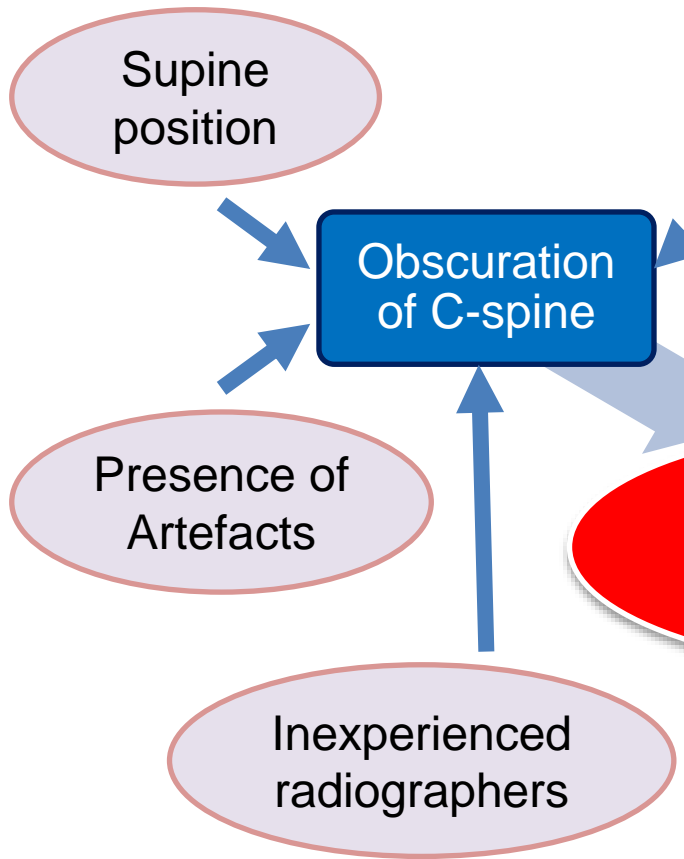 Supine
position
Obscuration
of C-spine
Presence of
Artefacts
Inexperienced
radiographers